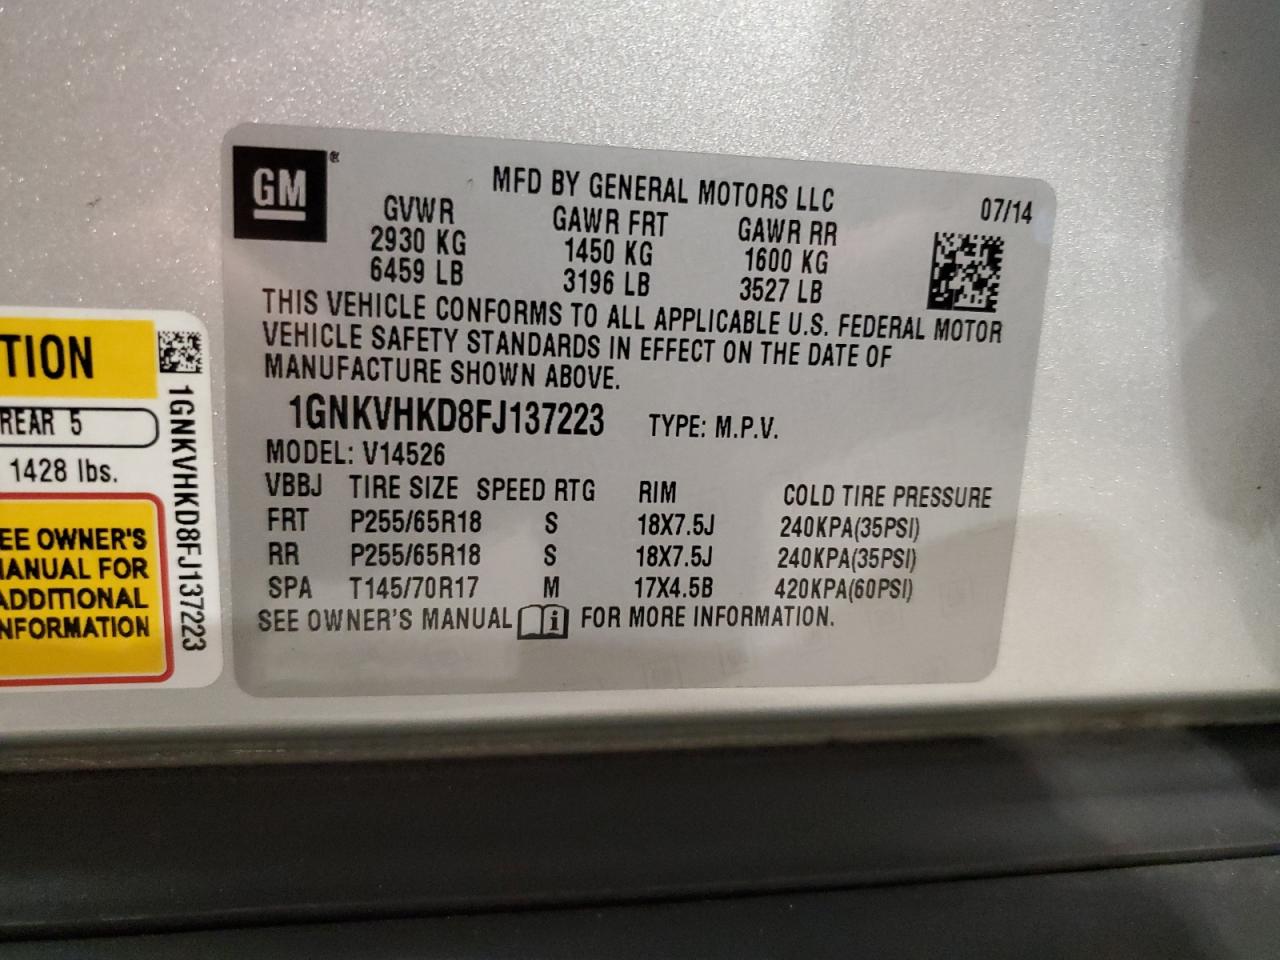 GM ®
MFD BY GENERAL MOTORS LLC
07/14
GVWR GAWR FRT GAWR RR
2930 KG 1450 KG 1600 KG
6459 LB 3196 LB 3527 LB
THIS VEHICLE CONFORMS TO ALL APPLICABLE U.S. FEDERAL MOTOR
VEHICLE SAFETY STANDARDS IN EFFECT ON THE DATE OF
MANUFACTURE SHOWN ABOVE.
1GNKVHKD8FJ137223 TYPE: M.P.V.
MODEL: V14526
VBBJ TIRE SIZE SPEED RTG RIM COLD TIRE PRESSURE
FRT P255/65R18 S 18X7.5J 240KPA(35PSI)
RR P255/65R18 S 18X7.5J 240KPA(35PSI)
SPA T145/70R17 M 17X4.5B 420KPA(60PSI)
SEE OWNER'S MANUAL i FOR MORE INFORMATION.
TION
REAR 5
1428 lbs.
EE OWNER'S
ANUAL FOR
ADDITIONAL
NFORMATION
1GNKVHKD8FJ137223